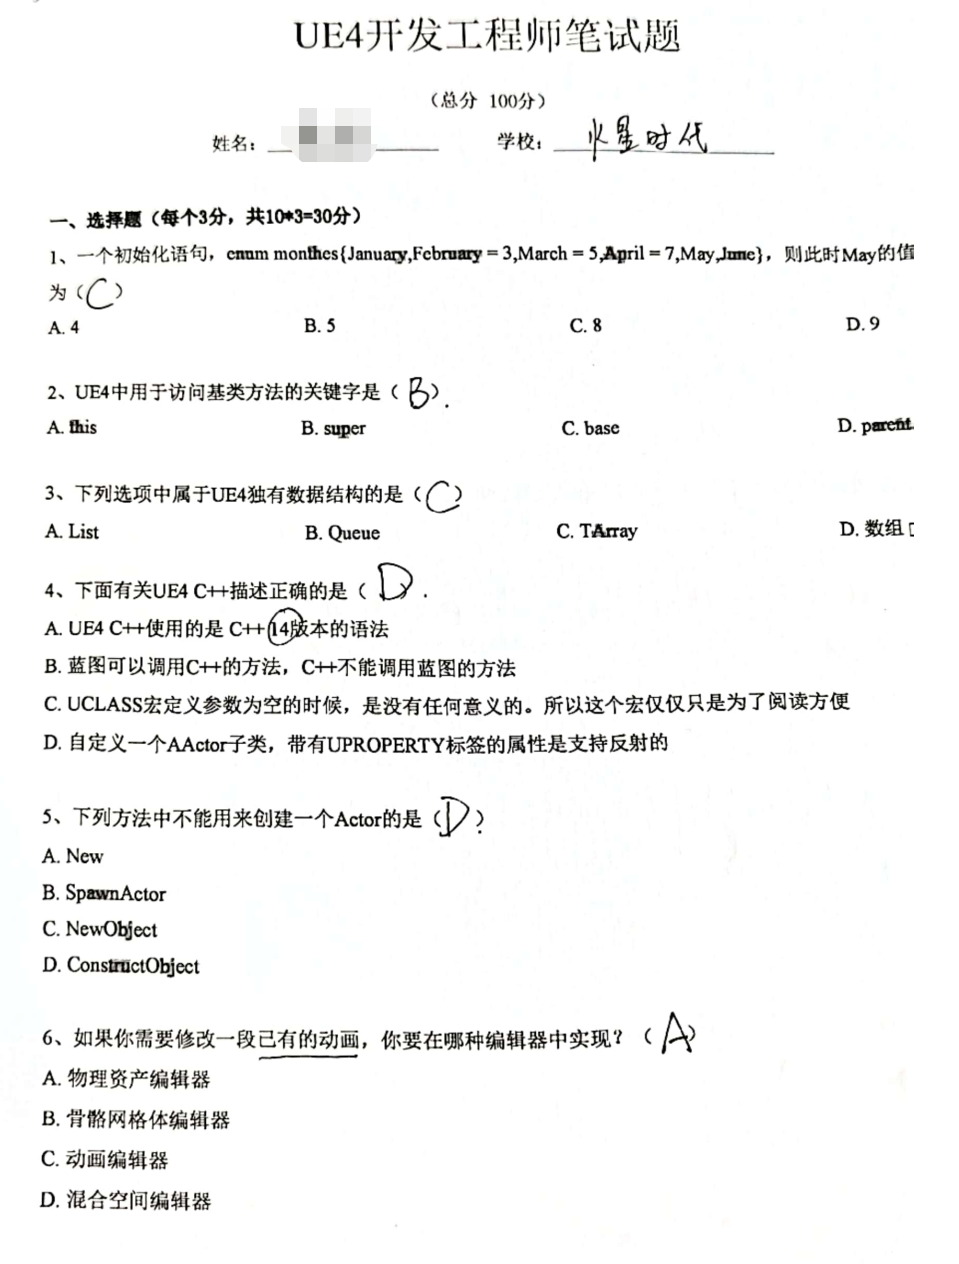 UE4开发工程师笔试题
（总分 100分）
姓名： 学校：火星时代
一、选择题（每个3分，共10*3=30分）
1、一个初始化语句，enum monthes{January,February = 3,March = 5,April = 7,May,June}，则此时May的值
为（C）
A. 4 B. 5 C. 8 D. 9
2、UE4中用于访问基类方法的关键字是（B）.
A. this B. super C. base D. parent
3、下列选项中属于UE4独有数据结构的是（C）
A. List B. Queue C. TArray D. 数组
4、下面有关UE4 C++描述正确的是（D.
A. UE4 C++使用的是 C++14版本的语法
B. 蓝图可以调用C++的方法，C++不能调用蓝图的方法
C. UCLASS宏定义参数为空的时候，是没有任何意义的。所以这个宏仅仅只是为了阅读方便
D. 自定义一个AActor子类，带有UPROPERTY标签的属性是支持反射的
5、下列方法中不能用来创建一个Actor的是（D）?
A. New
B. SpawnActor
C. NewObject
D. ConstructObject
6、如果你需要修改一段已有的动画，你要在哪种编辑器中实现？（A）
A. 物理资产编辑器
B. 骨骼网格体编辑器
C. 动画编辑器
D. 混合空间编辑器